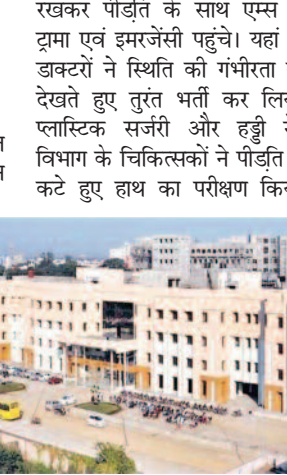 रखकर पीड़ित के साथ एम्स
ट्रामा एवं इमरजेंसी पहुंचे। यहां
डाक्टरों ने स्थिति की गंभीरता
देखते हुए तुरंत भर्ती कर
प्लास्टिक सर्जरी और हड्डी
विभाग के चिकित्सकों ने पीड़ित
कटे हुए हाथ का परीक्षण